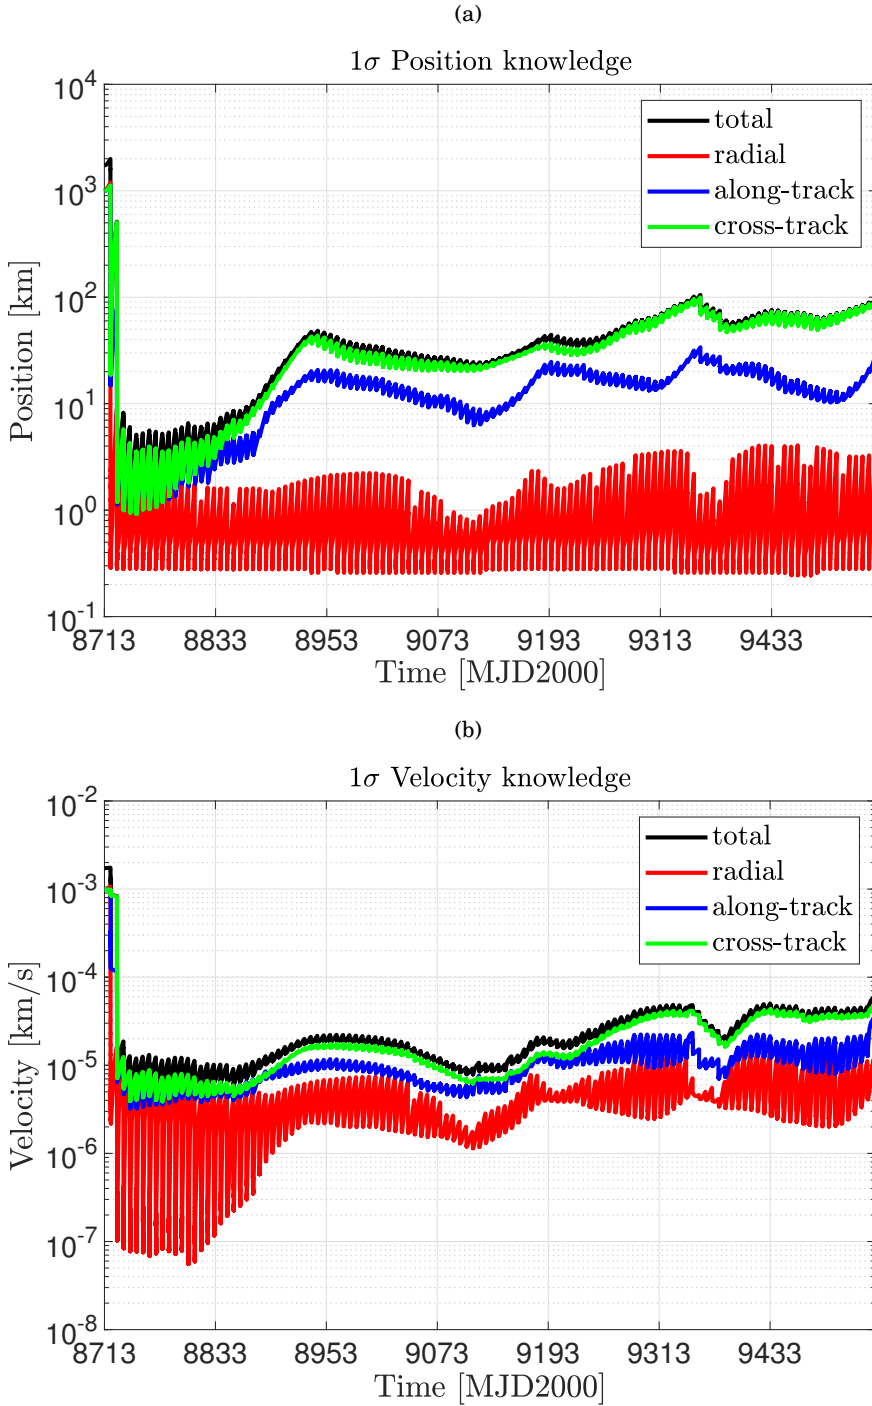 (a)
1σ Position knowledge
10^4
10^3
10^2
10^1
10^0
10^-1
Position [km]
total
radial
along-track
cross-track
8713 8833 8953 9073 9193 9313 9433
Time [MJD2000]
(b)
1σ Velocity knowledge
10^-2
10^-3
10^-4
10^-5
10^-6
10^-7
10^-8
Velocity [km/s]
total
radial
along-track
cross-track
8713 8833 8953 9073 9193 9313 9433
Time [MJD2000]